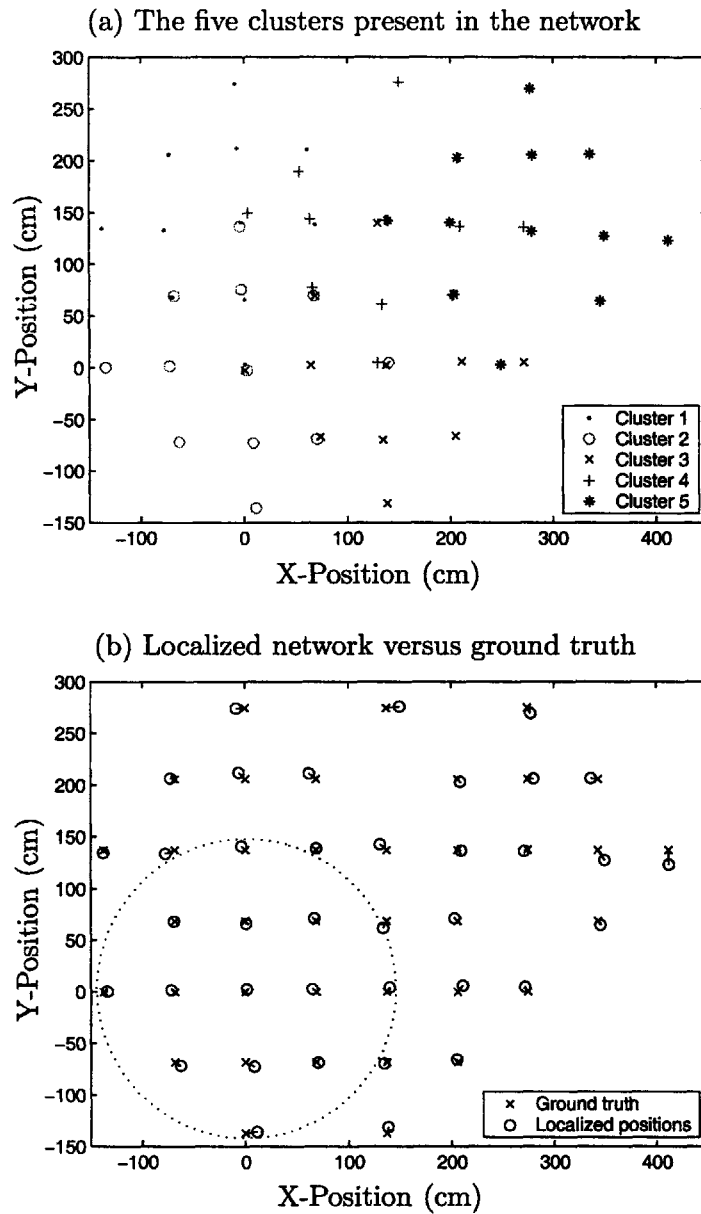 (a) The five clusters present in the network
300
250
200
150
100
50
0
−50
−100
−150
Y-Position (cm)
−100 0 100 200 300 400
X-Position (cm)
Cluster 1
Cluster 2
Cluster 3
Cluster 4
Cluster 5
(b) Localized network versus ground truth
300
250
200
150
100
50
0
−50
−100
−150
Y-Position (cm)
−100 0 100 200 300 400
X-Position (cm)
Ground truth
Localized positions